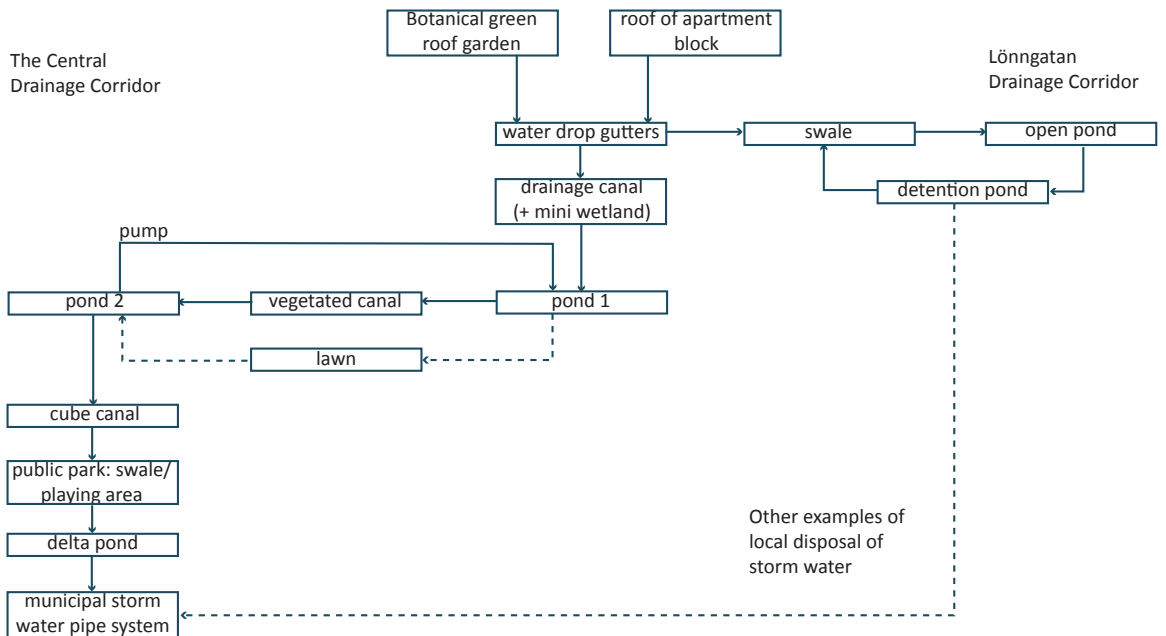 The Central
Drainage Corridor
Botanical green
roof garden
roof of apartment
block
Lönngatan
Drainage Corridor
water drop gutters
swale
open pond
drainage canal
(+ mini wetland)
detention pond
pump
pond 2
vegetated canal
pond 1
lawn
cube canal
public park: swale/
playing area
delta pond
Other examples of
local disposal of
storm water
municipal storm
water pipe system